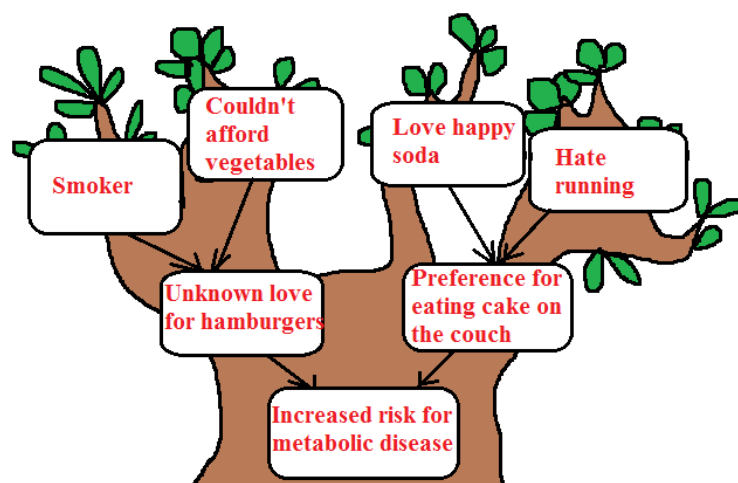 Couldn't
afford
vegetables
Smoker
Love happy
soda
Hate
running
Unknown love
for hamburgers
Preference for
eating cake on
the couch
Increased risk for
metabolic disease